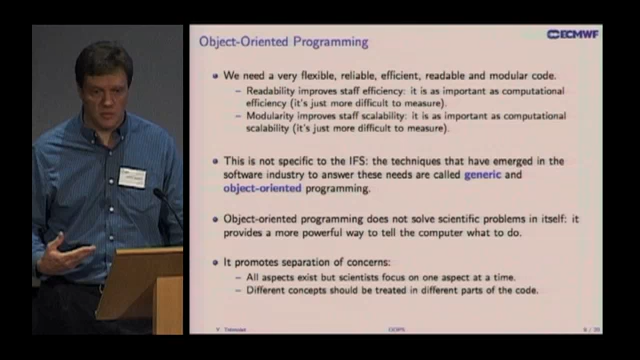 Object-Oriented Programming
ECMWF
We need a very flexible, reliable, efficient, readable and modular code.
– Readability improves staff efficiency: it is as important as computational
efficiency (it's just more difficult to measure).
– Modularity improves staff scalability: it is as important as computational
scalability (it's just more difficult to measure).
This is not specific to the IFS: the techniques that have emerged in the
software industry to answer these needs are called generic and
object-oriented programming.
Object-oriented programming does not solve scientific problems in itself: it
provides a more powerful way to tell the computer what to do.
It promotes separation of concerns:
– All aspects exist but scientists focus on one aspect at a time.
– Different concepts should be treated in different parts of the code.
OOPS